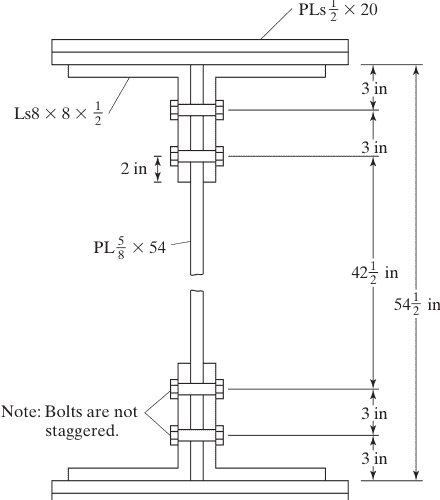 PLs 1/2 × 20
3 in
Ls8 × 8 × 1/2
3 in
2 in
PL 5/8 × 54
42 1/2 in
54 1/2 in
Note: Bolts are not
staggered.
3 in
3 in